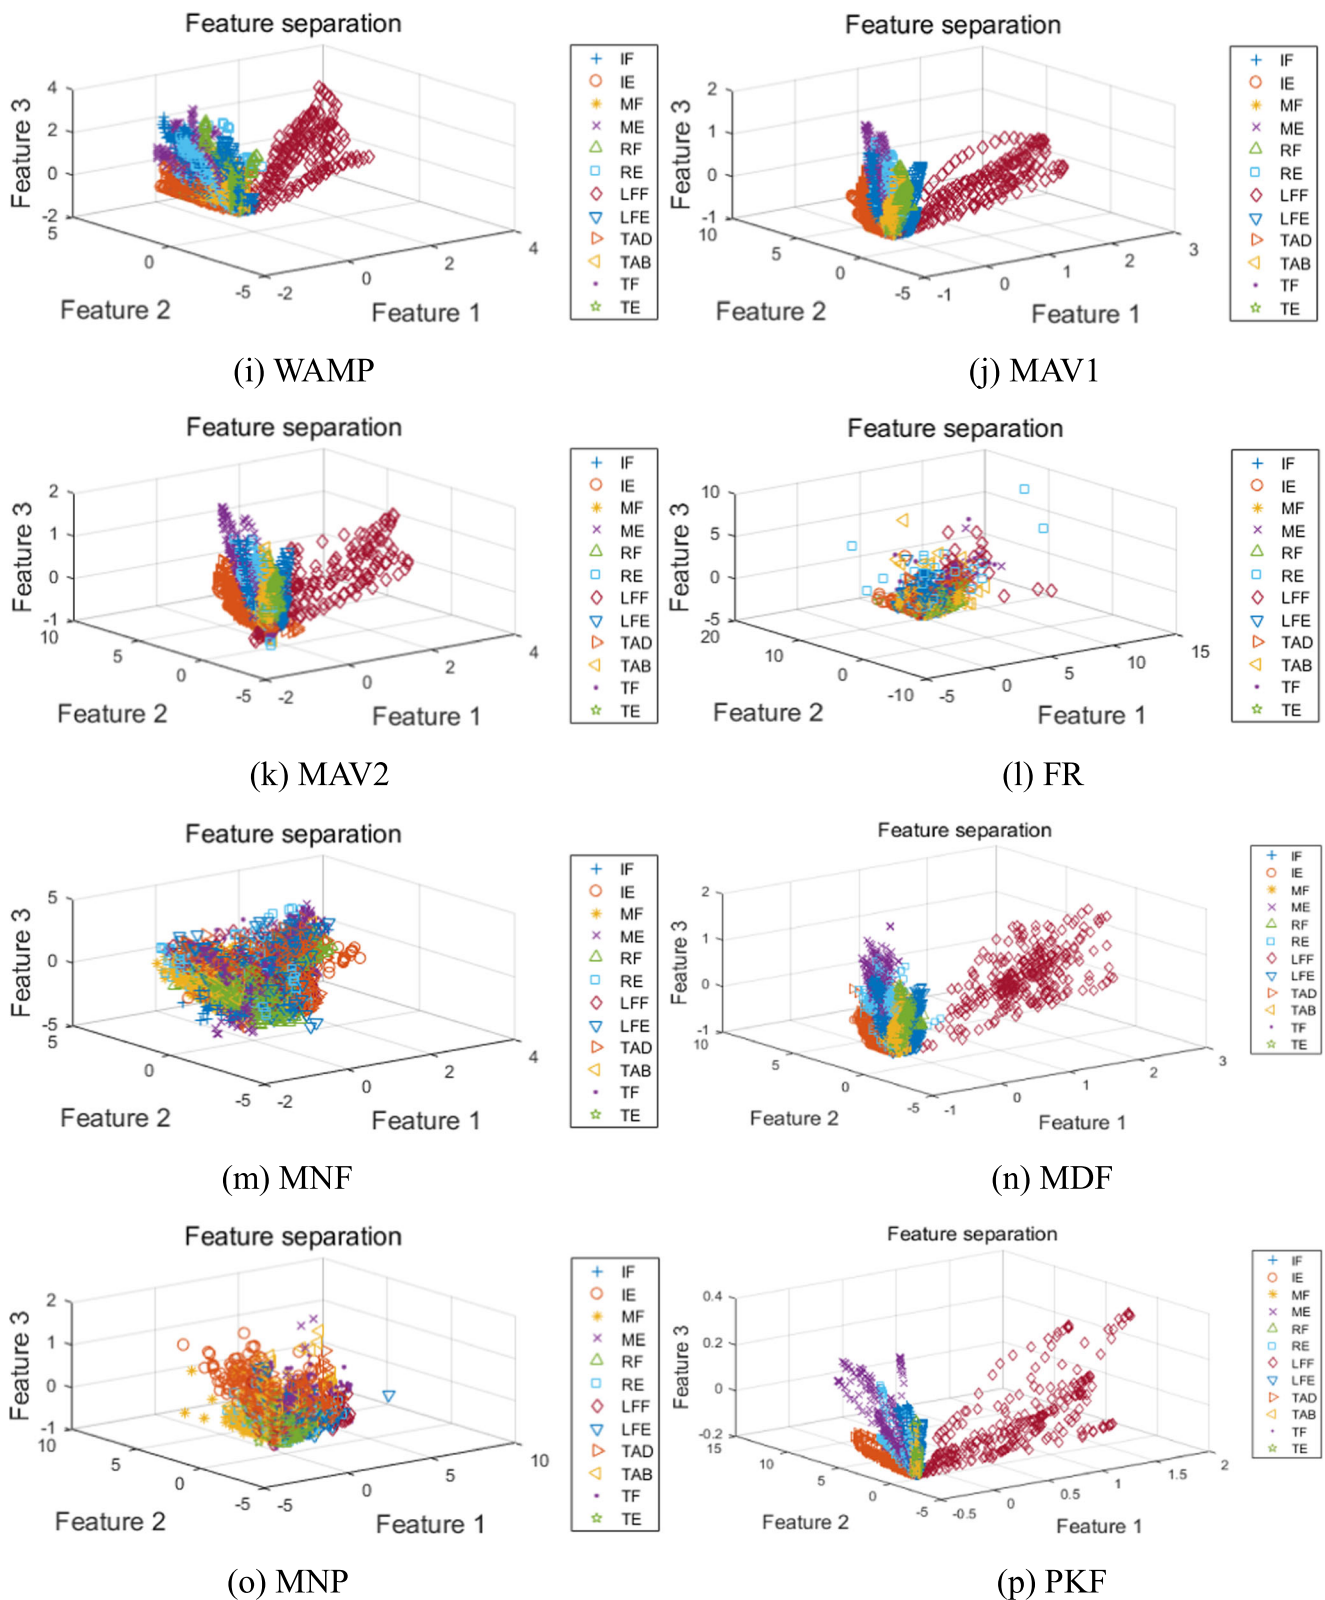 Feature separation
Feature 3
4
2
0
-2
5
0
-5
-2
0
2
4
Feature 2
Feature 1
IF
IE
MF
ME
RF
RE
LFF
LFE
TAD
TAB
TF
TE
(i) WAMP
Feature separation
Feature 3
2
1
0
-1
10
5
0
-5
-1
0
1
2
3
Feature 2
Feature 1
IF
IE
MF
ME
RF
RE
LFF
LFE
TAD
TAB
TF
TE
(j) MAV1
Feature separation
Feature 3
2
1
0
-1
10
5
0
-5
-2
0
2
4
Feature 2
Feature 1
IF
IE
MF
ME
RF
RE
LFF
LFE
TAD
TAB
TF
TE
(k) MAV2
Feature separation
Feature 3
10
5
0
-5
20
10
0
-10
-5
0
5
10
15
Feature 2
Feature 1
IF
IE
MF
ME
RF
RE
LFF
LFE
TAD
TAB
TF
TE
(l) FR
Feature separation
Feature 3
5
0
-5
5
0
-5
-2
0
2
4
Feature 2
Feature 1
IF
IE
MF
ME
RF
RE
LFF
LFE
TAD
TAB
TF
TE
(m) MNF
Feature separation
Feature 3
2
1
0
-1
10
5
0
-5
-1
0
1
2
3
Feature 2
Feature 1
IF
IE
MF
ME
RF
RE
LFF
LFE
TAD
TAB
TF
TE
(n) MDF
Feature separation
Feature 3
2
1
0
-1
10
5
0
-5
-5
0
5
10
Feature 2
Feature 1
IF
IE
MF
ME
RF
RE
LFF
LFE
TAD
TAB
TF
TE
(o) MNP
Feature separation
Feature 3
0.4
0.2
0
-0.2
15
10
5
0
-5
-0.5
0
0.5
1
1.5
2
Feature 2
Feature 1
IF
IE
MF
ME
RF
RE
LFF
LFE
TAD
TAB
TF
TE
(p) PKF